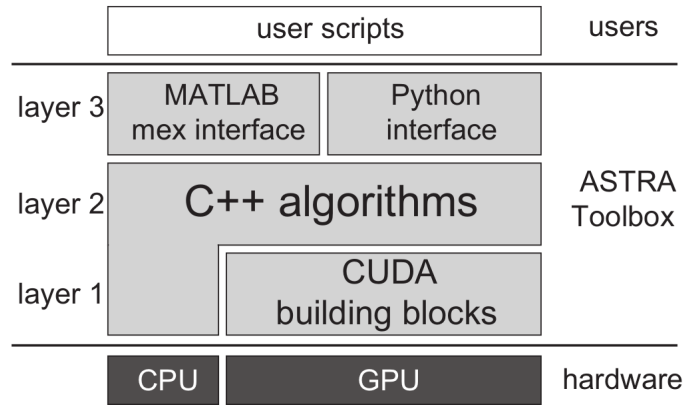 user scripts
users
layer 3
MATLAB
mex interface
Python
interface
layer 2
C++ algorithms
ASTRA
Toolbox
layer 1
CUDA
building blocks
CPU
GPU
hardware